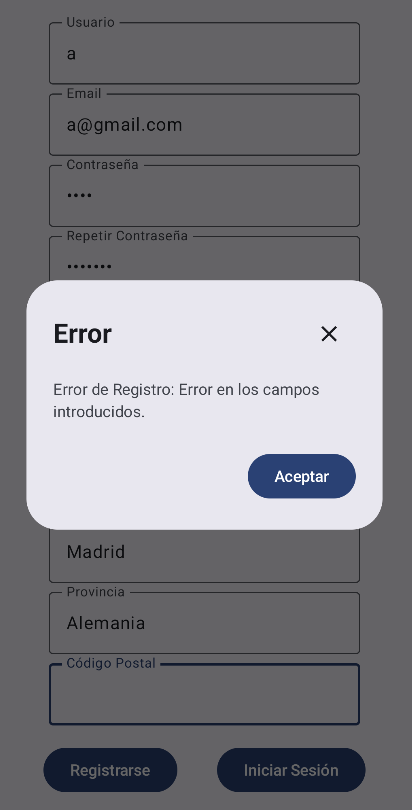 Usuario
a
Email
a@gmail.com
Contraseña
••••
Repetir Contraseña
•••••••
Error
Error de Registro: Error en los campos
introducidos.
Aceptar
Madrid
Provincia
Alemania
Código Postal
Registrarse
Iniciar Sesión